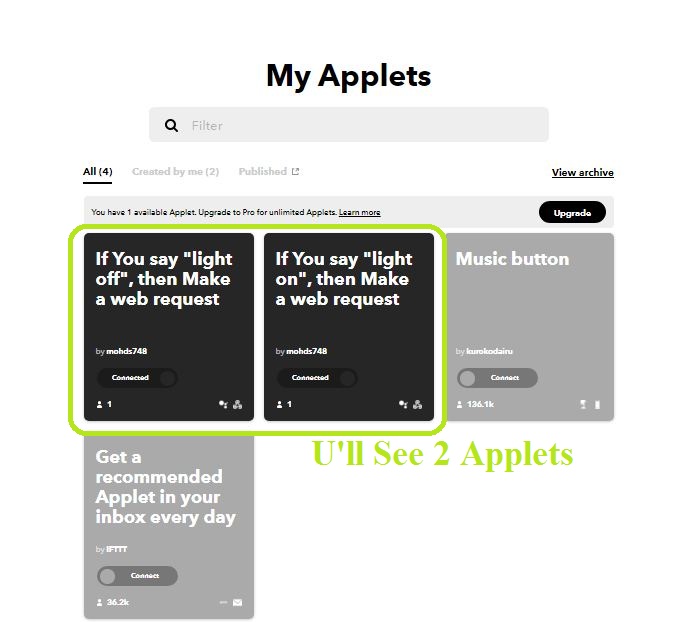 My Applets
Filter
All (4) Created by me (2) Published View archive
You have 1 available Applet. Upgrade to Pro for unlimited Applets. Learn more Upgrade
If You say "light
off", then Make
a web request
by mohds748
Connected
1
If You say "light
on", then Make
a web request
by mohds748
Connected
1
Music button
by kurokodairu
Connect
136.1k
U'll See 2 Applets
Get a
recommended
Applet in your
inbox every day
by IFTTT
Connect
36.2k